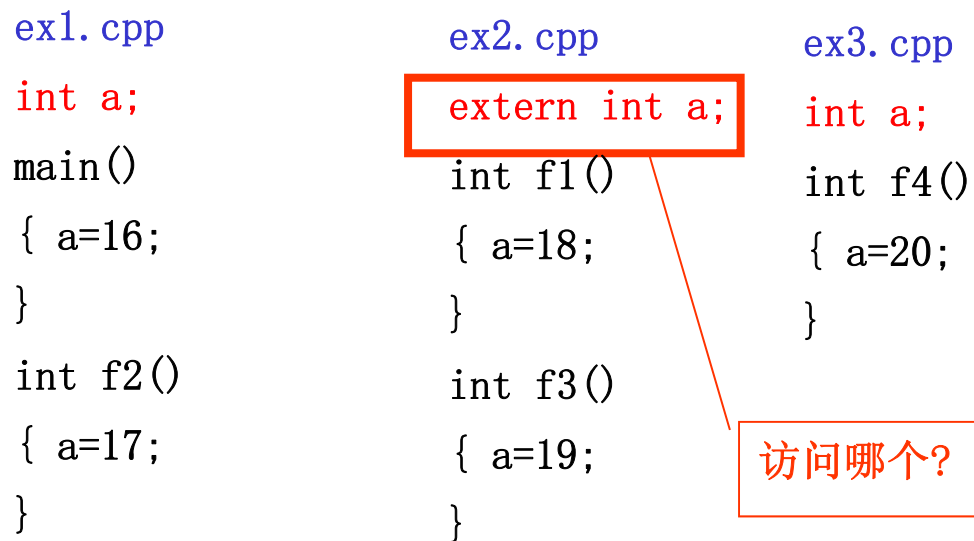 ex1.cpp
int a;
main()
{ a=16;
}
int f2()
{ a=17;
}
ex2.cpp
extern int a;
int f1()
{ a=18;
}
int f3()
{ a=19;
}
ex3.cpp
int a;
int f4()
{ a=20;
}
访问哪个?